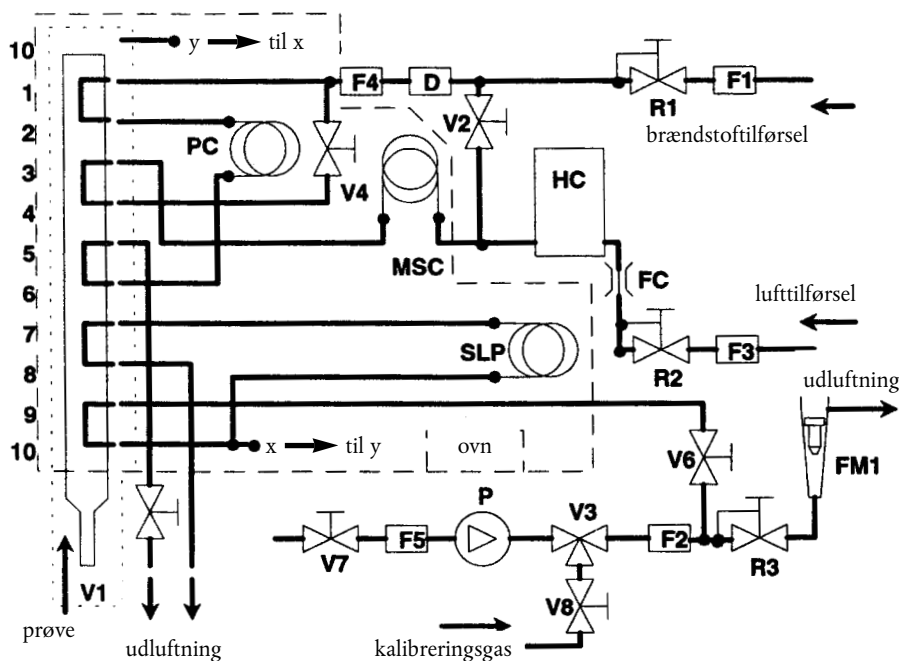 10
y til x
1
F4
D
F1
R1
2
PC
V2
brændstoftilførsel
3
V4
HC
4
5
MSC
FC
6
lufttilførsel
7
SLP
F3
8
R2
udluftning
9
10
x til y
ovn
V6
FM1
P
V3
F5
F2
V7
R3
V1
V8
prøve
udluftning
kalibreringsgas